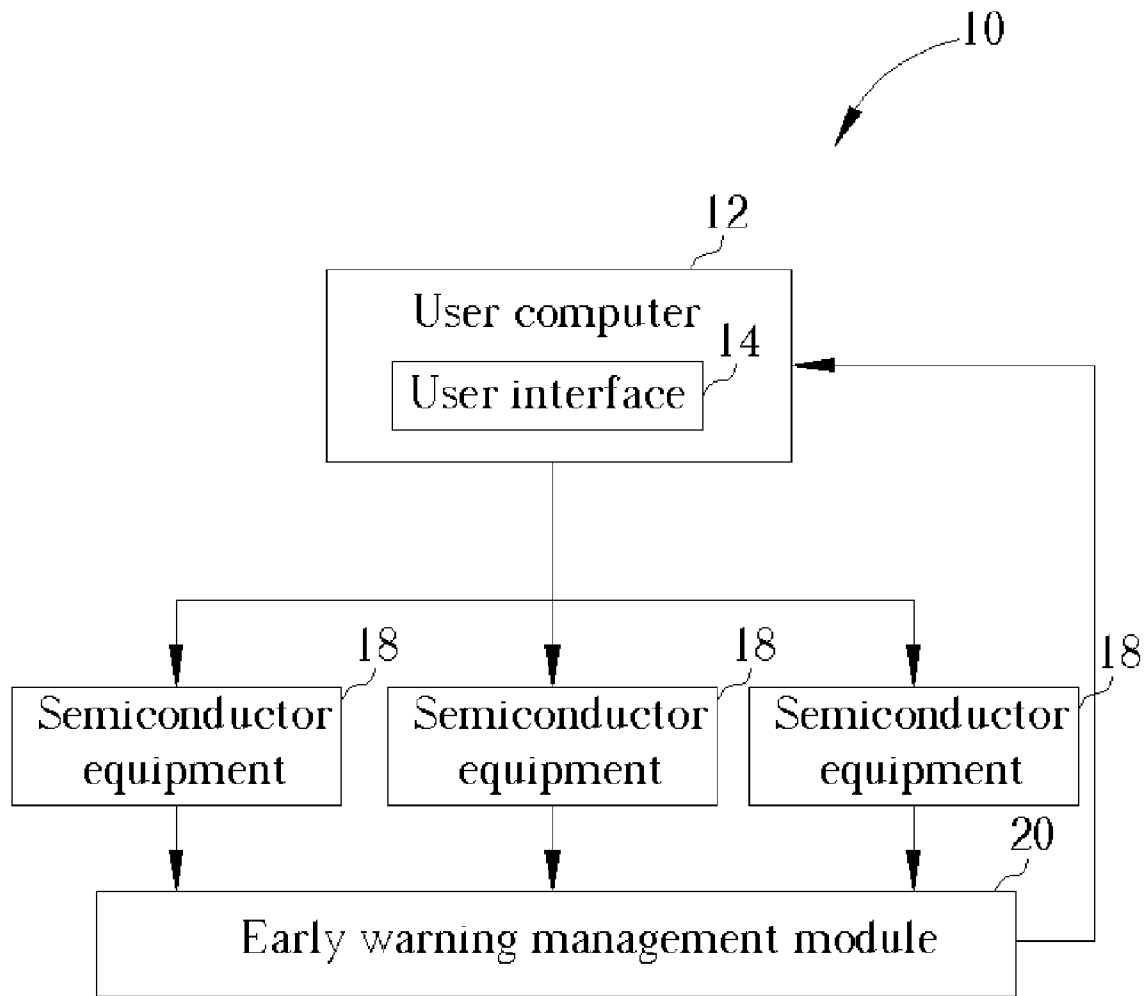 10
12
User computer
14
User interface
18
18
18
Semiconductor
equipment
Semiconductor
equipment
Semiconductor
equipment
20
Early warning management module